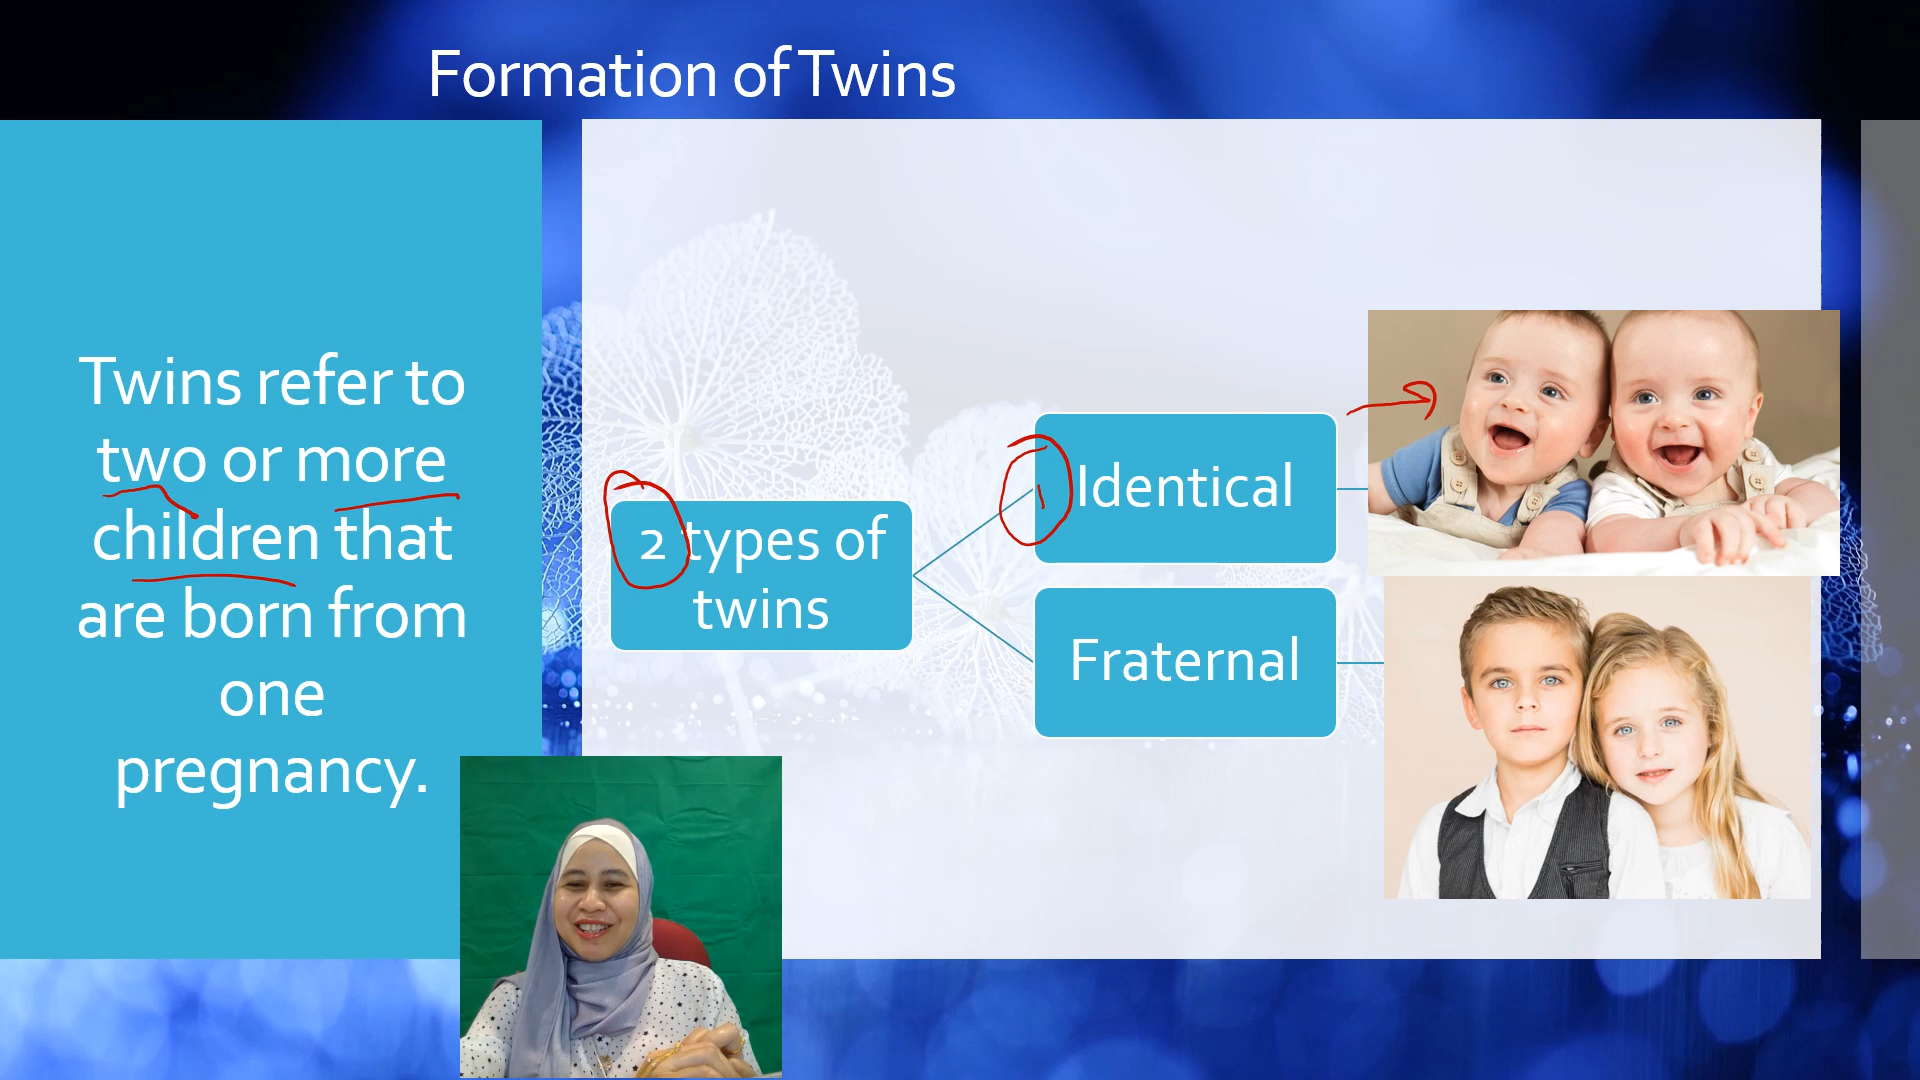 Formation of Twins
Twins refer to
two or more
children that
are born from
one
pregnancy.
2 types of
twins
1
Identical
Fraternal